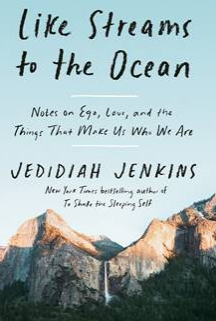 Like Streams
to the Ocean
Notes on Ego, Love, and the
Things That Make Us Who We Are
JEDIDIAH JENKINS
New York Times bestselling author of
To Shake the Sleeping Self